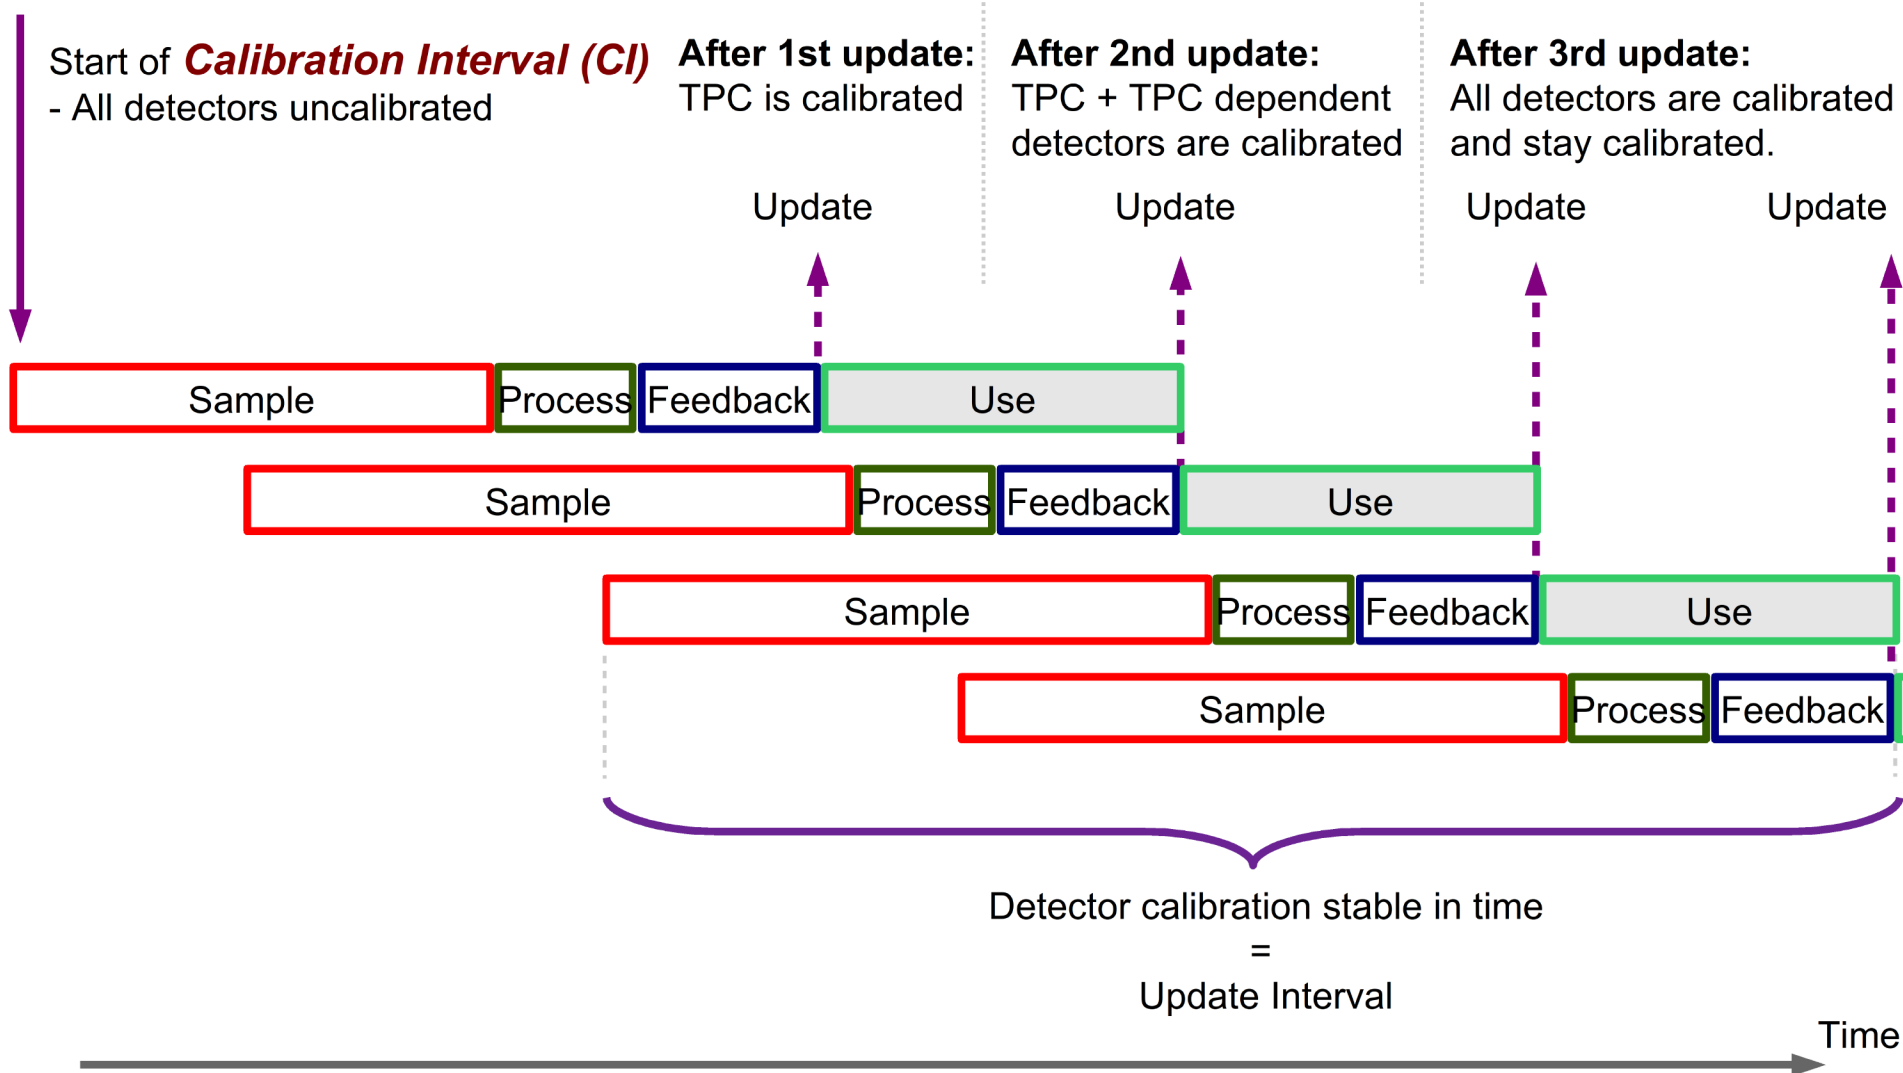 Start of Calibration Interval (CI)
- All detectors uncalibrated
After 1st update:
TPC is calibrated
After 2nd update:
TPC + TPC dependent
detectors are calibrated
After 3rd update:
All detectors are calibrated
and stay calibrated.
Update
Update
Update
Update
Sample
Process
Feedback
Use
Sample
Process
Feedback
Use
Sample
Process
Feedback
Use
Sample
Process
Feedback
Detector calibration stable in time
=
Update Interval
Time